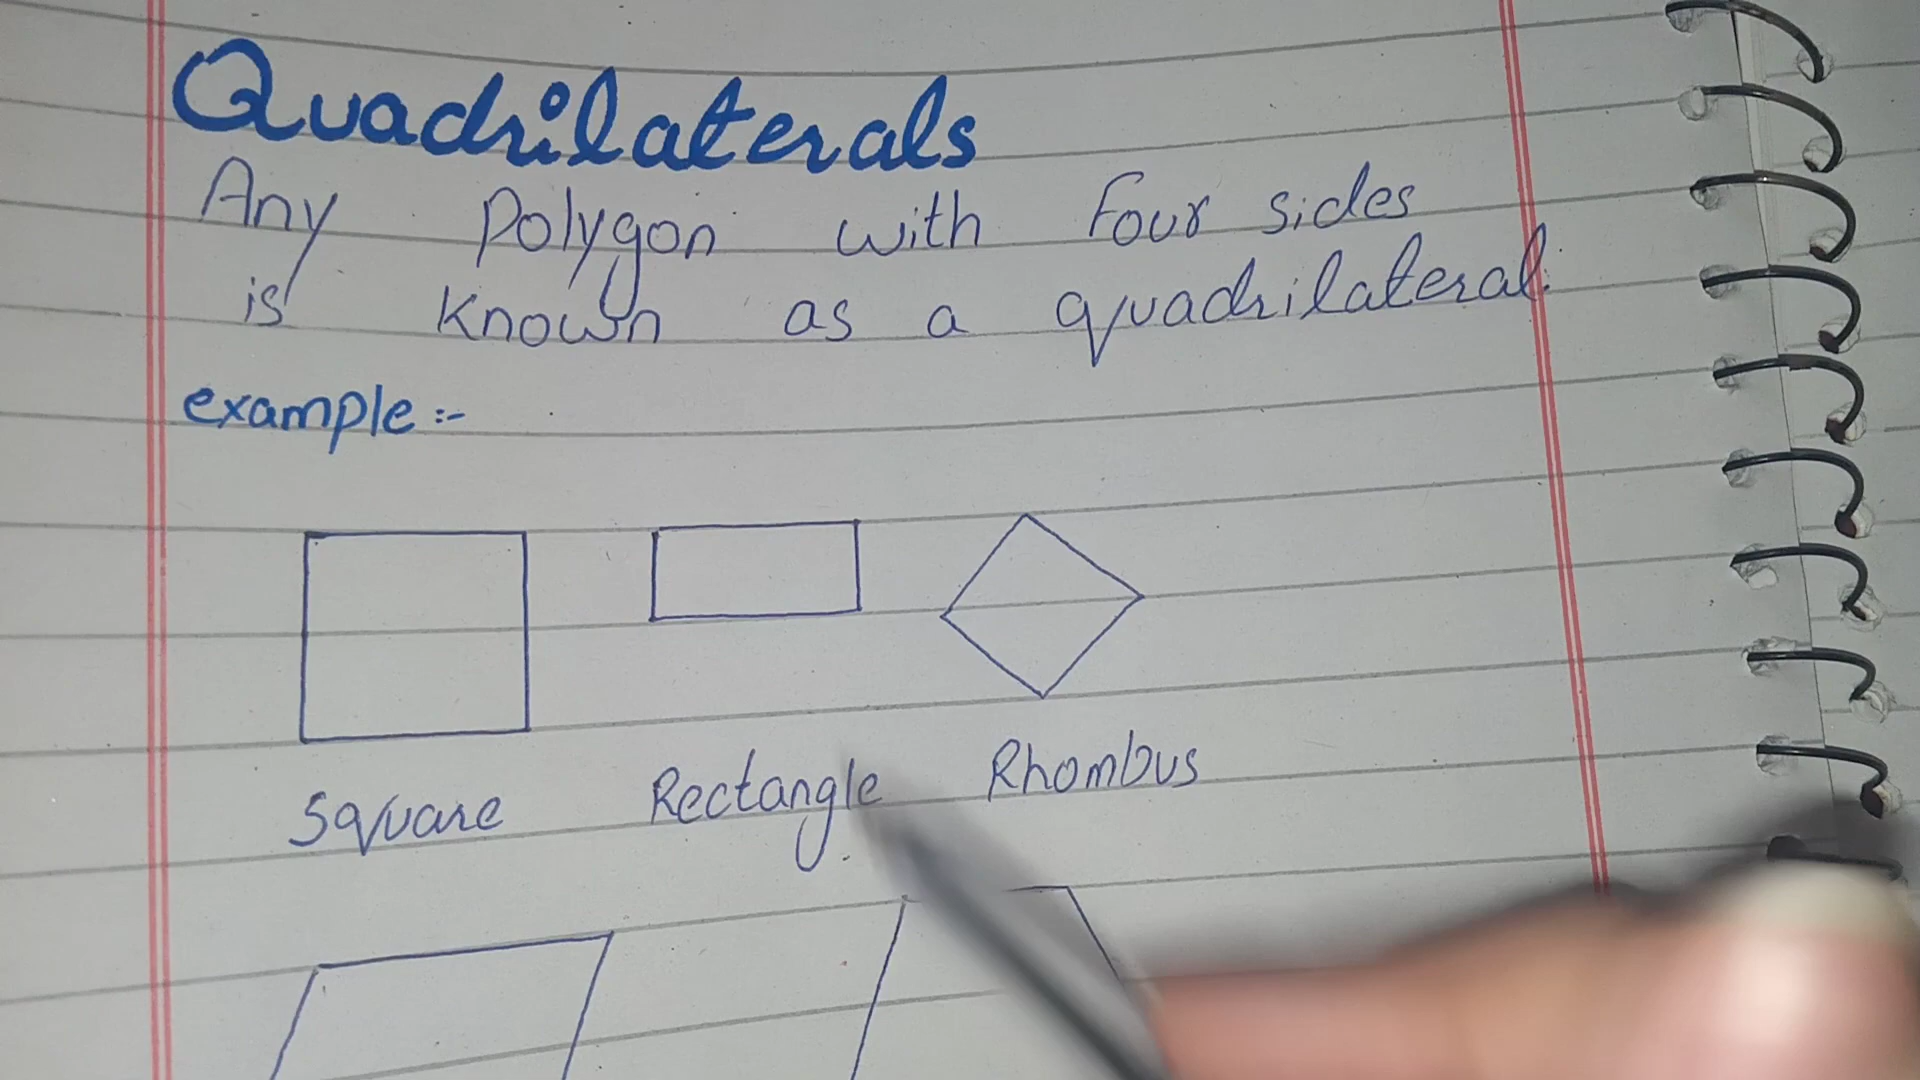 Quadrilaterals
Any Polygon with Four sides
is known as a quadrilateral.
example:-
Square Rectangle Rhombus